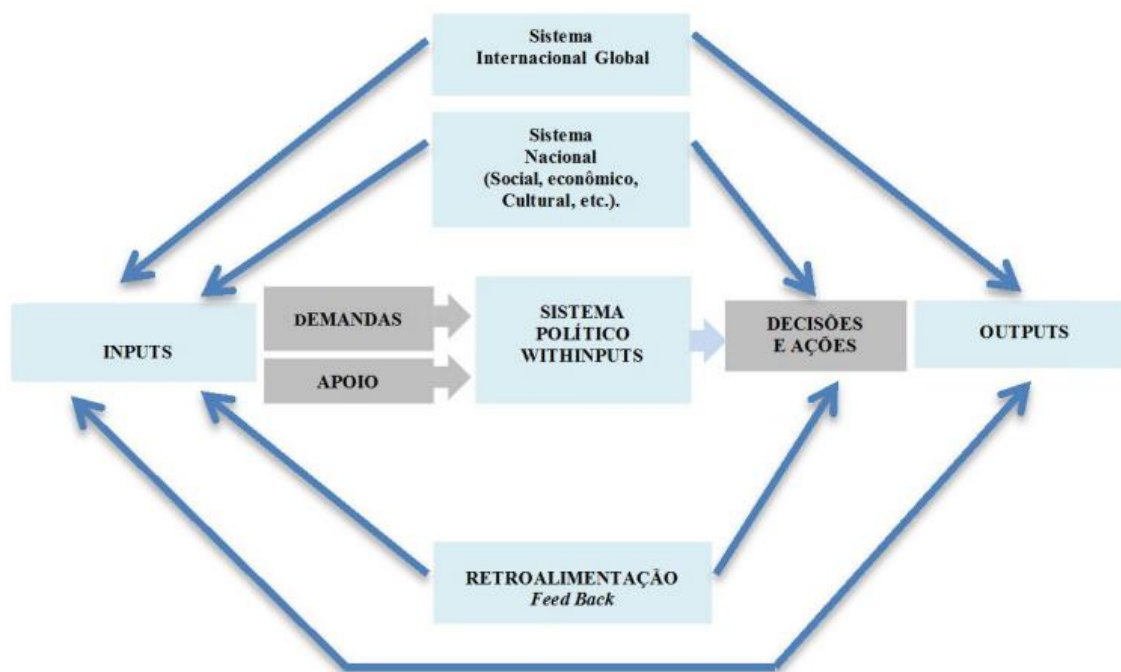 Sistema
Internacional Global
Sistema
Nacional
(Social, econômico,
Cultural, etc.).
INPUTS
DEMANDAS
APOIO
SISTEMA
POLÍTICO
WITHINPUTS
DECISÕES
E AÇÕES
OUTPUTS
RETROALIMENTAÇÃO
Feed Back